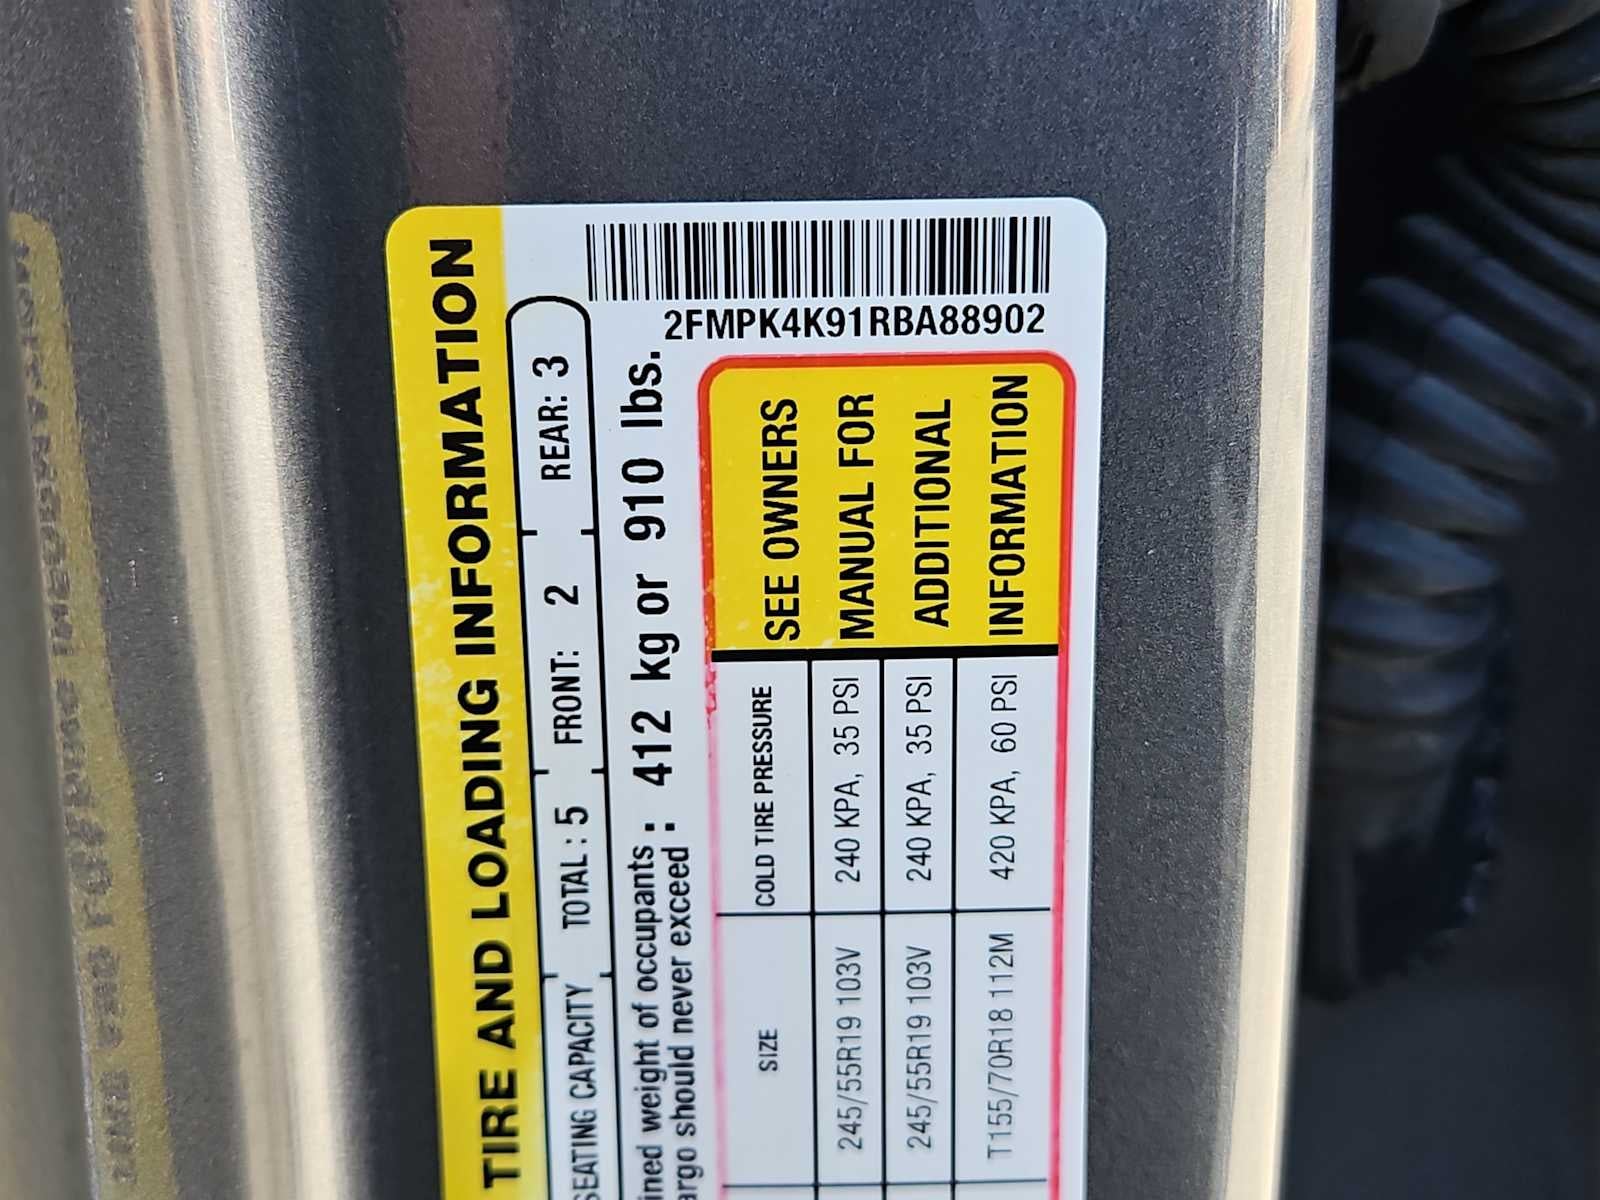 TIRE AND LOADING INFORMATION
SEATING CAPACITY TOTAL : 5 FRONT: 2 REAR: 3
ined weight of occupants :
argo should never exceed : 412 kg or 910 lbs.
2FMPK4K91RBA88902
SIZE COLD TIRE PRESSURE
245/55R19 103V 240 KPA, 35 PSI
245/55R19 103V 240 KPA, 35 PSI
T155/70R18 112M 420 KPA, 60 PSI
SEE OWNERS
MANUAL FOR
ADDITIONAL
INFORMATION